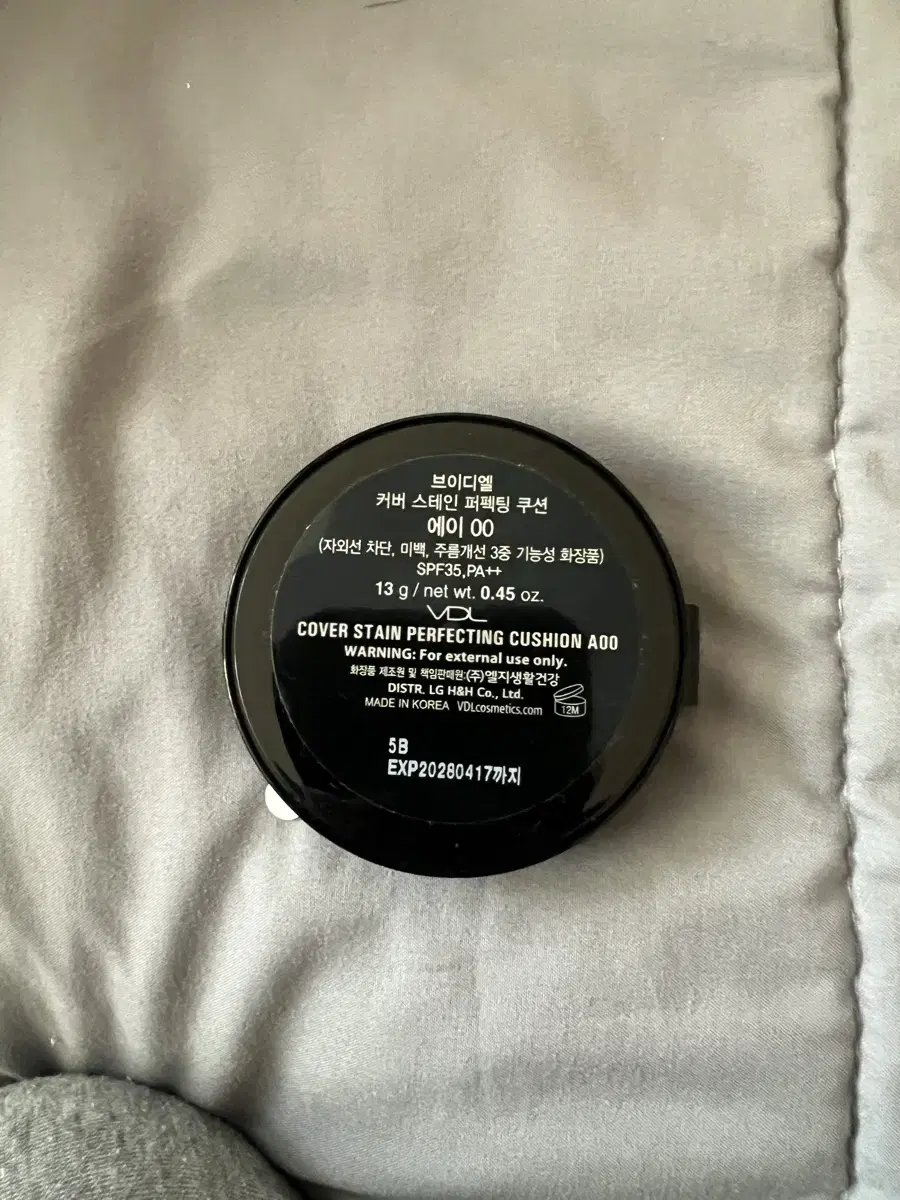 브이디엘
커버 스테인 퍼펙팅 쿠션
에이 00
(자외선 차단, 미백, 주름개선 3중 기능성 화장품)
SPF35,PA++
13 g / net wt. 0.45 oz.
VDL
COVER STAIN PERFECTING CUSHION A00
WARNING: For external use only.
화장품 제조원 및 책임판매원:(주)엘지생활건강
DISTR. LG H&H Co., Ltd.
MADE IN KOREA VDLcosmetics.com
12M
5B
EXP20280417까지